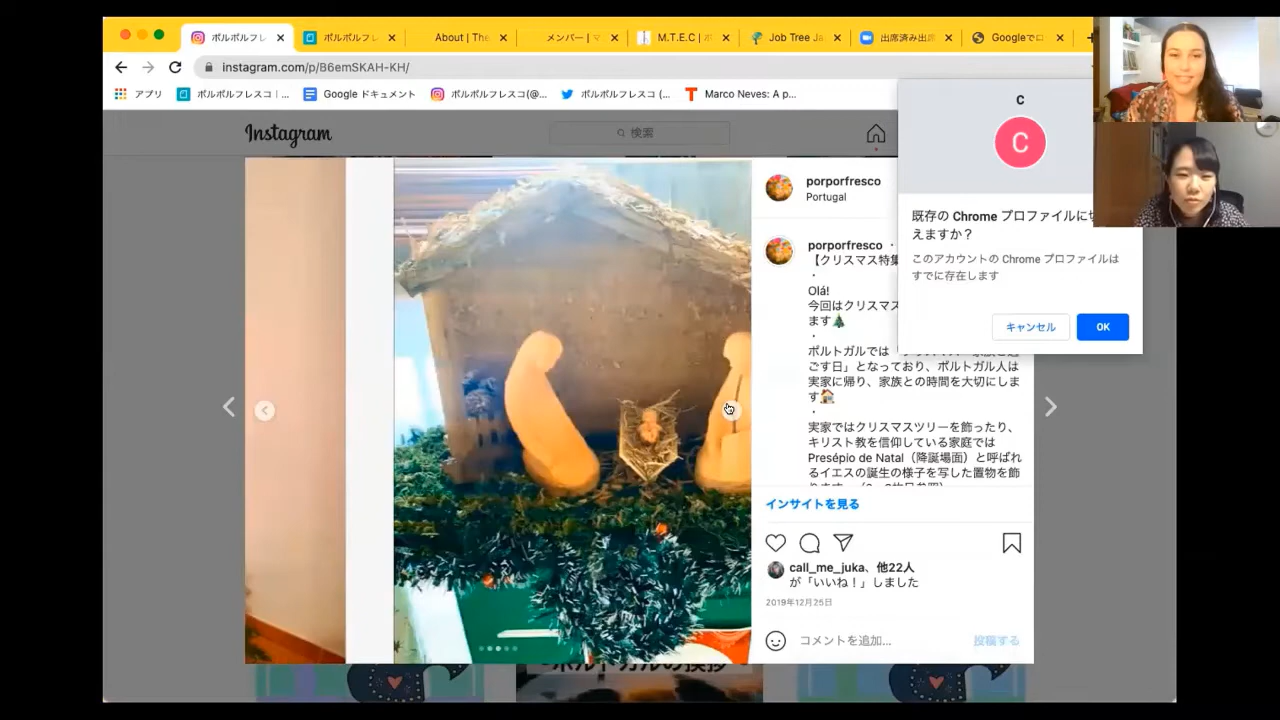 ポルポルフレ
ポルポルフレ
About | The
メンバー | マ
M.T.E.C | ポ
Job Tree Ja
出席済み出席
Googleでロ
instagram.com/p/B6emSKAH-KH/
アプリ
ポルポルフレスコ | ...
Google ドキュメント
ポルポルフレスコ(@...
ポルポルフレスコ (...
Marco Neves: A p...
Instagram
検索
C
C
既存の Chrome プロファイルに
えますか？
このアカウントの Chrome プロファイルは
すでに存在します
キャンセル
OK
porporfresco
Portugal
porporfresco
【クリスマス特集
・
Olá!
今回はクリスマス
ます🎄
・
ポルトガルでは
ごす日」となっており、ポルトガル人は
実家に帰り、家族との時間を大切にしま
す🏠
・
実家ではクリスマスツリーを飾ったり、
キリスト教を信仰している家庭では
Presépio de Natal（降誕場面）と呼ばれ
るイエスの誕生の様子を写した置物を飾
インサイトを見る
call_me_juka、他22人
が「いいね！」しました
2019年12月25日
コメントを追加...
投稿する
ポルトガルの挨拶